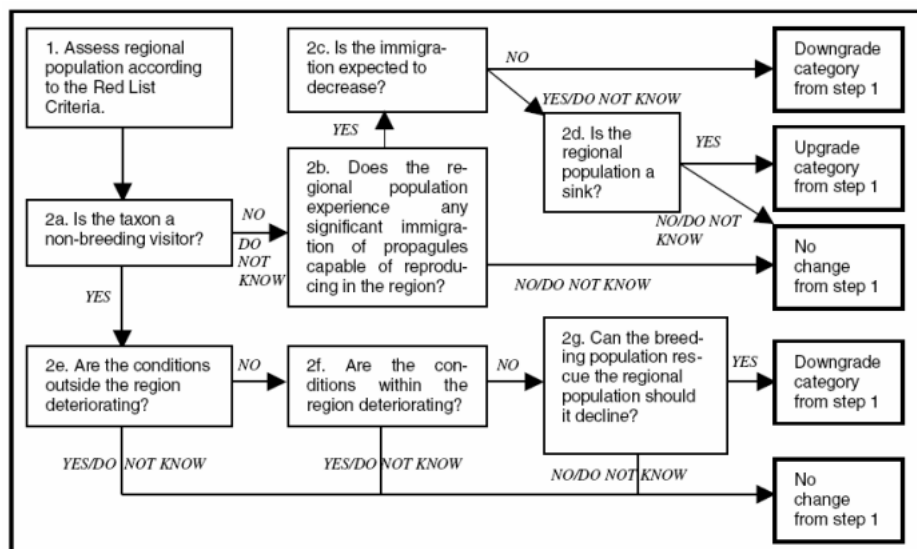 1. Assess regional
population according
to the Red List
Criteria.
2c. Is the immigra-
tion expected to
decrease?
NO
Downgrade
category
from step 1
YES/DO NOT KNOW
YES
2d. Is the
regional
population a
sink?
YES
Upgrade
category
from step 1
2a. Is the taxon a
non-breeding visitor?
NO
DO
NOT
KNOW
2b. Does the re-
gional population
experience any
significant immigra-
tion of propagules
capable of reprodu-
cing in the region?
NO/DO NOT
KNOW
NO/DO NOT KNOW
No
change
from step 1
YES
2e. Are the conditions
outside the region
deteriorating?
NO
2f. Are the con-
ditions within the
region deteriorating?
NO
2g. Can the breed-
ing population res-
cue the regional
population should
it decline?
YES
Downgrade
category
from step 1
YES/DO NOT KNOW
YES/DO NOT KNOW
NO/DO NOT KNOW
No
change
from step 1